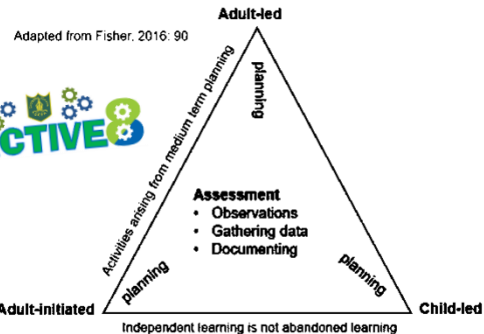 Adult-led
Adapted from Fisher, 2016: 90
CTIVE8
Activities arising from medium term planning
planning
Assessment
• Observations
• Gathering data
• Documenting
planning
planning
Adult-initiated
Child-led
Independent learning is not abandoned learning